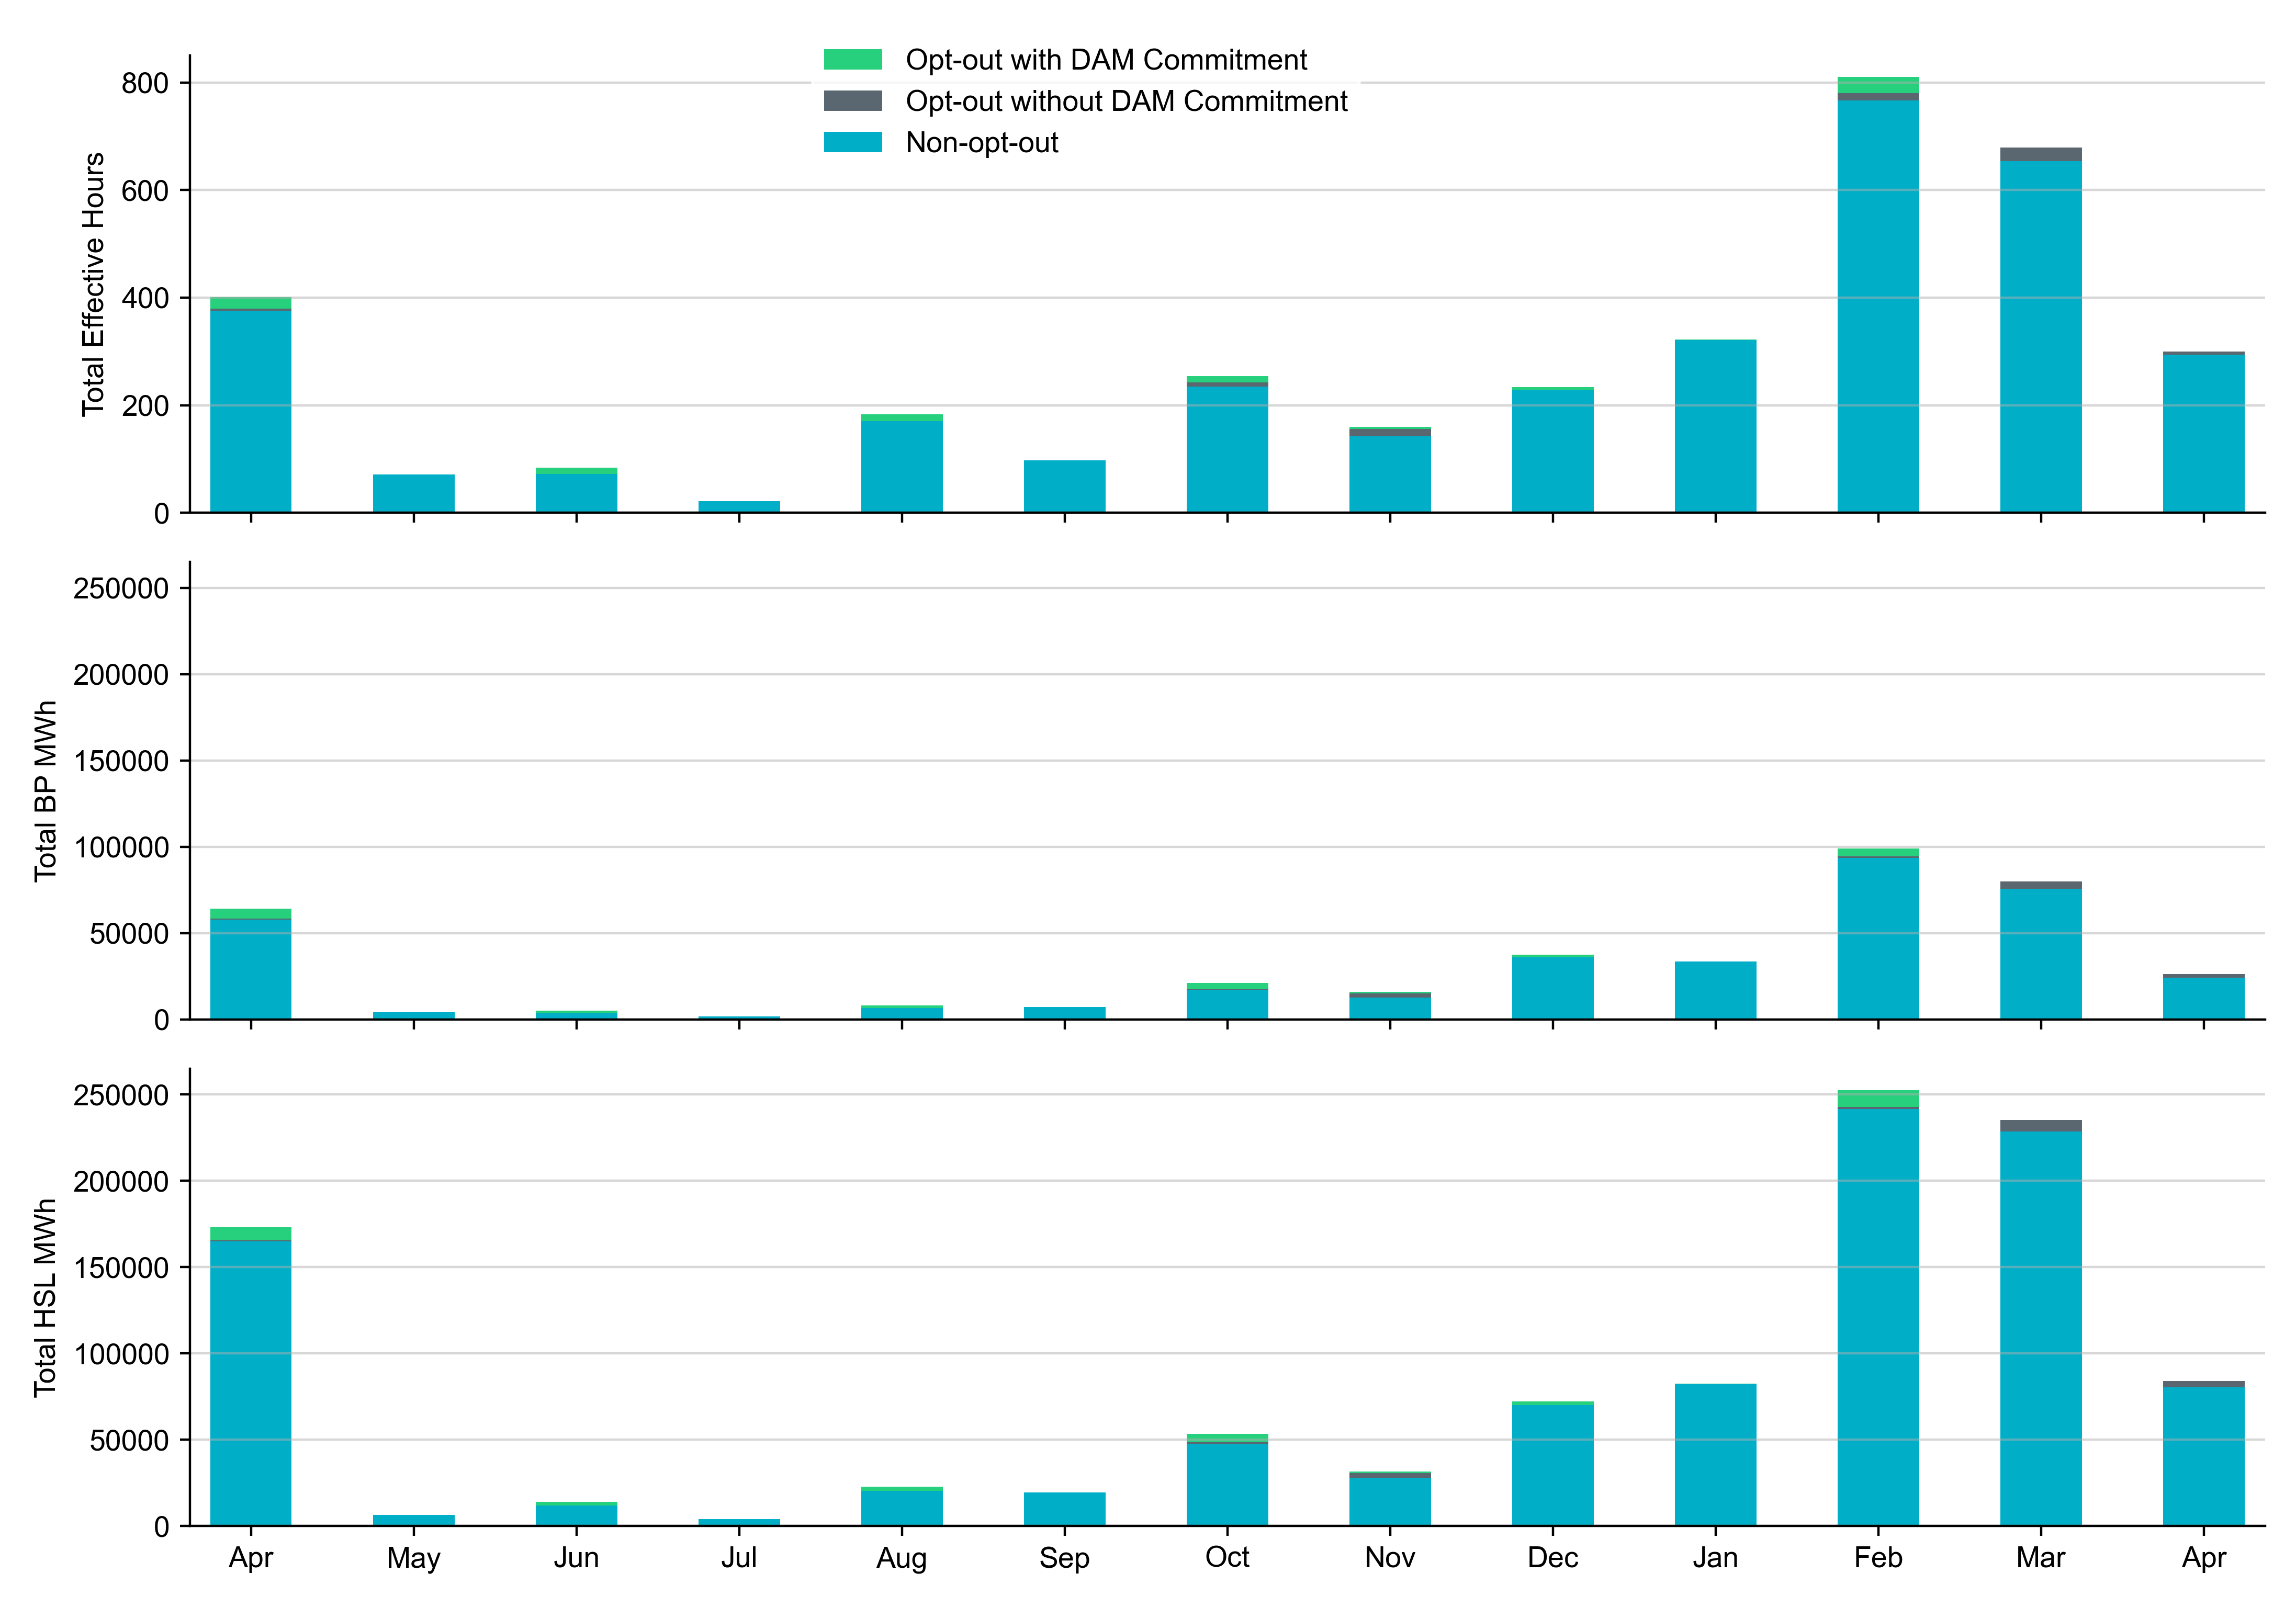 Opt-out with DAM Commitment
Opt-out without DAM Commitment
Non-opt-out
Total Effective Hours
800
600
400
200
0
Total BP MWh
250000
200000
150000
100000
50000
0
Total HSL MWh
250000
200000
150000
100000
50000
0
Apr May Jun Jul Aug Sep Oct Nov Dec Jan Feb Mar Apr